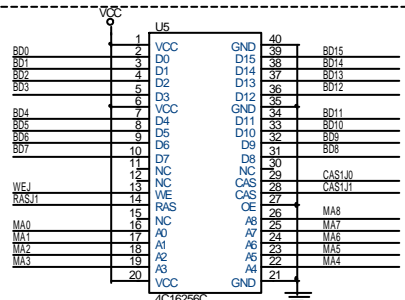 VCC
U5
1 VCC GND 40
BD0 2 D0 D15 39 BD15
BD1 3 D1 D14 38 BD14
BD2 4 D2 D13 37 BD13
BD3 5 D3 D12 36 BD12
6 VCC GND 35
BD4 7 D4 D11 34 BD11
BD5 8 D5 D10 33 BD10
BD6 9 D6 D9 32 BD9
BD7 10 D7 D8 31 BD8
11 NC NC 30
12 NC CAS 29 CAS1J0
WEJ 13 WE CAS 28 CAS1J1
RASJ1 14 RAS OE 27
15 NC A8 26 MA8
MA0 16 A0 A7 25 MA7
MA1 17 A1 A6 24 MA6
MA2 18 A2 A5 23 MA5
MA3 19 A3 A4 22 MA4
20 VCC GND 21
4C16256C